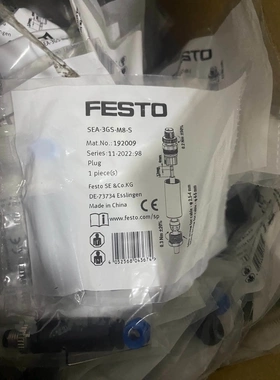 FESTO
SEA-3GS-M8-S
Mat.No.: 192009
Series: 11-2022:98
Plug
1 piece(s)
Festo SE &Co.KG
DE-73734 Esslingen
Made in China
www.festo.com/sp